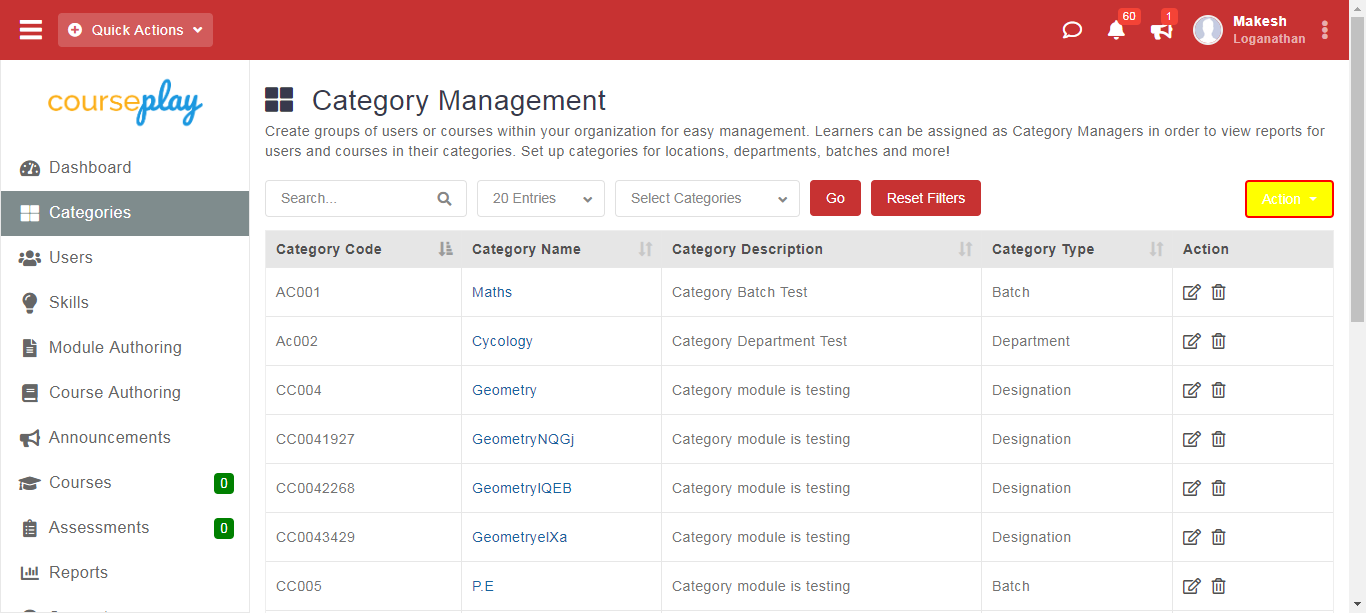 Quick Actions
60
1
Makesh
Loganathan
courseplay
Dashboard
Categories
Users
Skills
Module Authoring
Course Authoring
Announcements
Courses 0
Assessments 0
Reports
Category Management
Create groups of users or courses within your organization for easy management. Learners can be assigned as Category Managers in order to view reports for
users and courses in their categories. Set up categories for locations, departments, batches and more!
Search... 20 Entries Select Categories Go Reset Filters Action
Category Code Category Name Category Description Category Type Action
AC001 Maths Category Batch Test Batch
Ac002 Cycology Category Department Test Department
CC004 Geometry Category module is testing Designation
CC0041927 GeometryNQGj Category module is testing Designation
CC0042268 GeometryIQEB Category module is testing Designation
CC0043429 GeometryeIXa Category module is testing Designation
CC005 P.E Category module is testing Batch